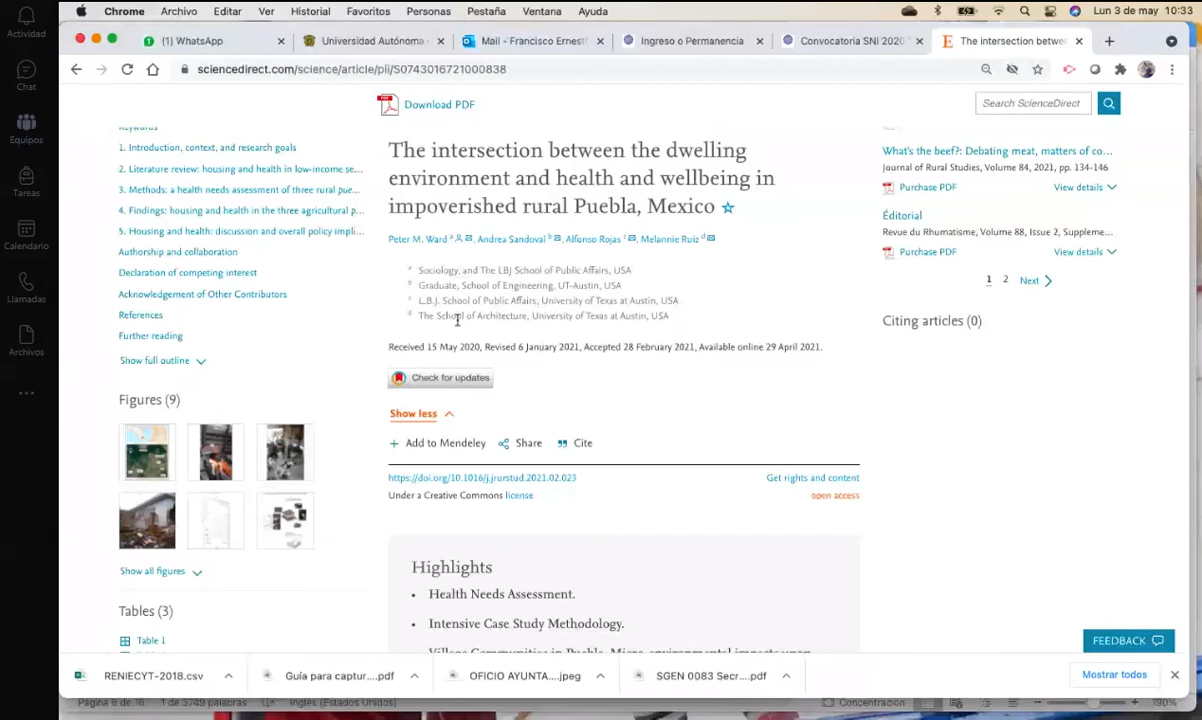 Chrome Archivo Editar Ver Historial Favoritos Personas Pestaña Ventana Ayuda Lun 3 de may 10:33
(1) WhatsApp Universidad Autónoma Mail - Francisco Ernest Ingreso o Permanencia Convocatoria SNI 2020 The intersection betwe
sciencedirect.com/science/article/pii/S0743016721000838
Actividad
Chat
Equipos
Tareas
Calendario
Llamadas
Archivos
Keywords
1. Introduction, context, and research goals
2. Literature review: housing and health in low-income se...
3. Methods: a health needs assessment of three rural pue...
4. Findings: housing and health in the three agricultural p...
5. Housing and health: discussion and overall policy impli...
Authorship and collaboration
Declaration of competing interest
Acknowledgement of Other Contributors
References
Further reading
Show full outline
Figures (9)
Show all figures
Tables (3)
Table 1
Download PDF
The intersection between the dwelling
environment and health and wellbeing in
impoverished rural Puebla, Mexico
Peter M. Ward a, Andrea Sandoval b, Alfonso Rojas c, Melannie Ruiz d
a Sociology, and The LBJ School of Public Affairs, USA
b Graduate, School of Engineering, UT-Austin, USA
c L.B.J. School of Public Affairs, University of Texas at Austin, USA
d The School of Architecture, University of Texas at Austin, USA
Received 15 May 2020, Revised 6 January 2021, Accepted 28 February 2021, Available online 29 April 2021.
Check for updates
Show less
Add to Mendeley Share Cite
https://doi.org/10.1016/j.jrurstud.2021.02.023 Get rights and content
Under a Creative Commons license open access
Highlights
• Health Needs Assessment.
• Intensive Case Study Methodology.
Search ScienceDirect
What's the beef?: Debating meat, matters of co...
Journal of Rural Studies, Volume 84, 2021, pp. 134-146
Purchase PDF View details
Éditorial
Revue du Rhumatisme, Volume 88, Issue 2, Suppleme...
Purchase PDF View details
1 2 Next
Citing articles (0)
FEEDBACK
RENIECYT-2018.csv Guía para captur....pdf OFICIO AYUNTA....jpeg SGEN 0083 Secr....pdf Mostrar todos
Página 8 de 16 1 de 3749 palabras Inglés (Estados Unidos) Concentración 190%